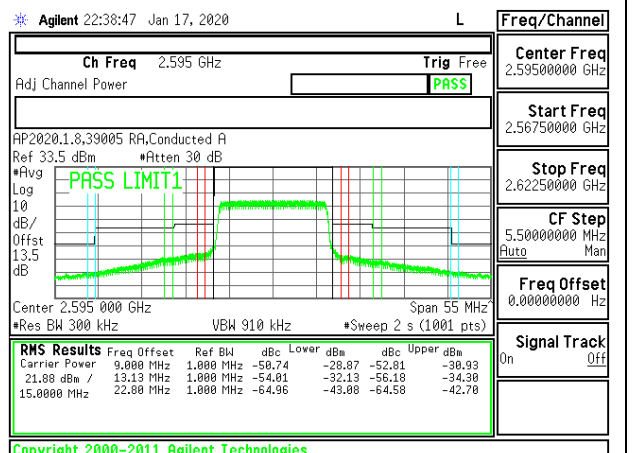 Agilent 22:38:47 Jan 17, 2020 L
Freq/Channel
Ch Freq 2.595 GHz Trig Free
Adj Channel Power PASS
Center Freq
2.59500000 GHz
Start Freq
2.56750000 GHz
Stop Freq
2.62250000 GHz
CF Step
5.50000000 MHz
Auto Man
Freq Offset
0.00000000 Hz
Signal Track
On Off
AP2020.1.8,39005 RA,Conducted A
Ref 33.5 dBm #Atten 30 dB
#Avg
Log
10
dB/
Offst
13.5
dB
PASS LIMIT1
Center 2.595 000 GHz Span 55 MHz^
#Res BW 300 kHz VBW 910 kHz #Sweep 2 s (1001 pts)
RMS Results Freq Offset Ref BW dBc Lower dBm dBc Upper dBm
Carrier Power 9.000 MHz 1.000 MHz -50.74 -28.87 -52.81 -30.93
21.88 dBm / 13.13 MHz 1.000 MHz -54.01 -32.13 -56.18 -34.30
15.0000 MHz 22.80 MHz 1.000 MHz -64.96 -43.08 -64.58 -42.70
Copyright 2000-2011 Agilent Technologies